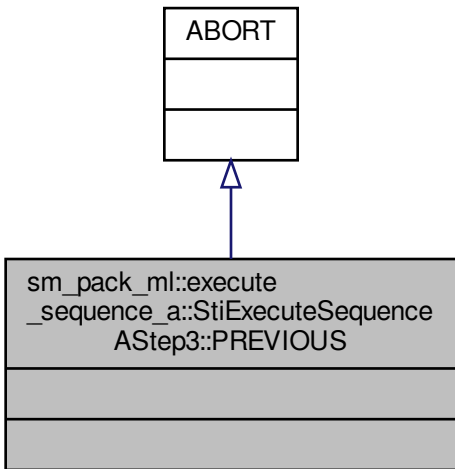 ABORT
sm_pack_ml::execute
_sequence_a::StiExecuteSequence
AStep3::PREVIOUS